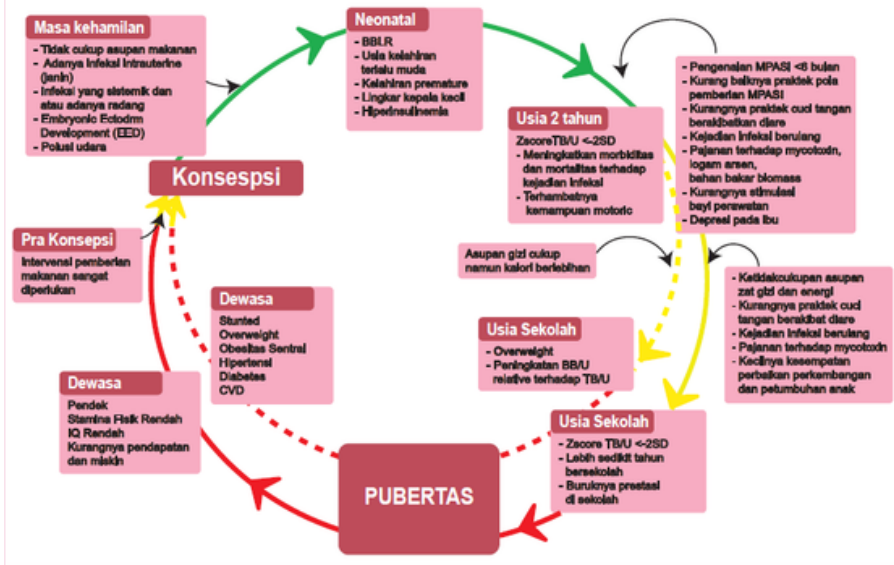 Masa kehamilan
- Tidak cukup asupan makanan
- Adanya Infeksi Intrauterine
(janin)
- Infeksi yang sistemik dan
atau adanya radang
- Embryonic Ectodrm
Development (EED)
- Polusi udara
Neonatal
- BBLR
- Usia kelahiran
terlalu muda
- Kelahiran premature
- Lingkar kepala kecil
- Hiperinsulinemia
- Pengenalan MPASI <6 bulan
- Kurang baiknya praktek pola
pemberian MPASI
- Kurangnya praktek cuci tangan
berakibatkan diare
- Kejadian infeksi berulang
- Pajanan terhadap mycotoxin,
logam arsen,
bahan bakar biomass
- Kurangnya stimulasi
bayi perawatan
- Depresi pada ibu
Usia 2 tahun
ZscoreTB/U <-2SD
- Meningkatkan morbiditas
dan mortalitas terhadap
kejadian infeksi
- Terhambatnya
kemampuan motoric
Konsespsi
Pra Konsepsi
Intervensi pemberian
makanan sangat
diperlukan
Asupan gizi cukup
namun kalori berlebihan
- Ketidakcukupan asupan
zat gizi dan energi
- Kurangnya praktek cuci
tangan berakibat diare
- Kejadian infeksi berulang
- Pajanan terhadap mycotoxin
- Kecilnya kesempatan
perbaikan perkembangan
dan petumbuhan anak
Dewasa
Stunted
Overweight
Obesitas Sentral
Hipertensi
Diabetes
CVD
Usia Sekolah
- Overweight
- Peningkatan BB/U
relative terhadap TB/U
Dewasa
Pendek
Stamina Fisik Rendah
IQ Rendah
Kurangnya pendapatan
dan miskin
Usia Sekolah
- Zscore TB/U <-2SD
- Lebih sedikit tahun
bersekolah
- Buruknya prestasi
di sekolah
PUBERTAS